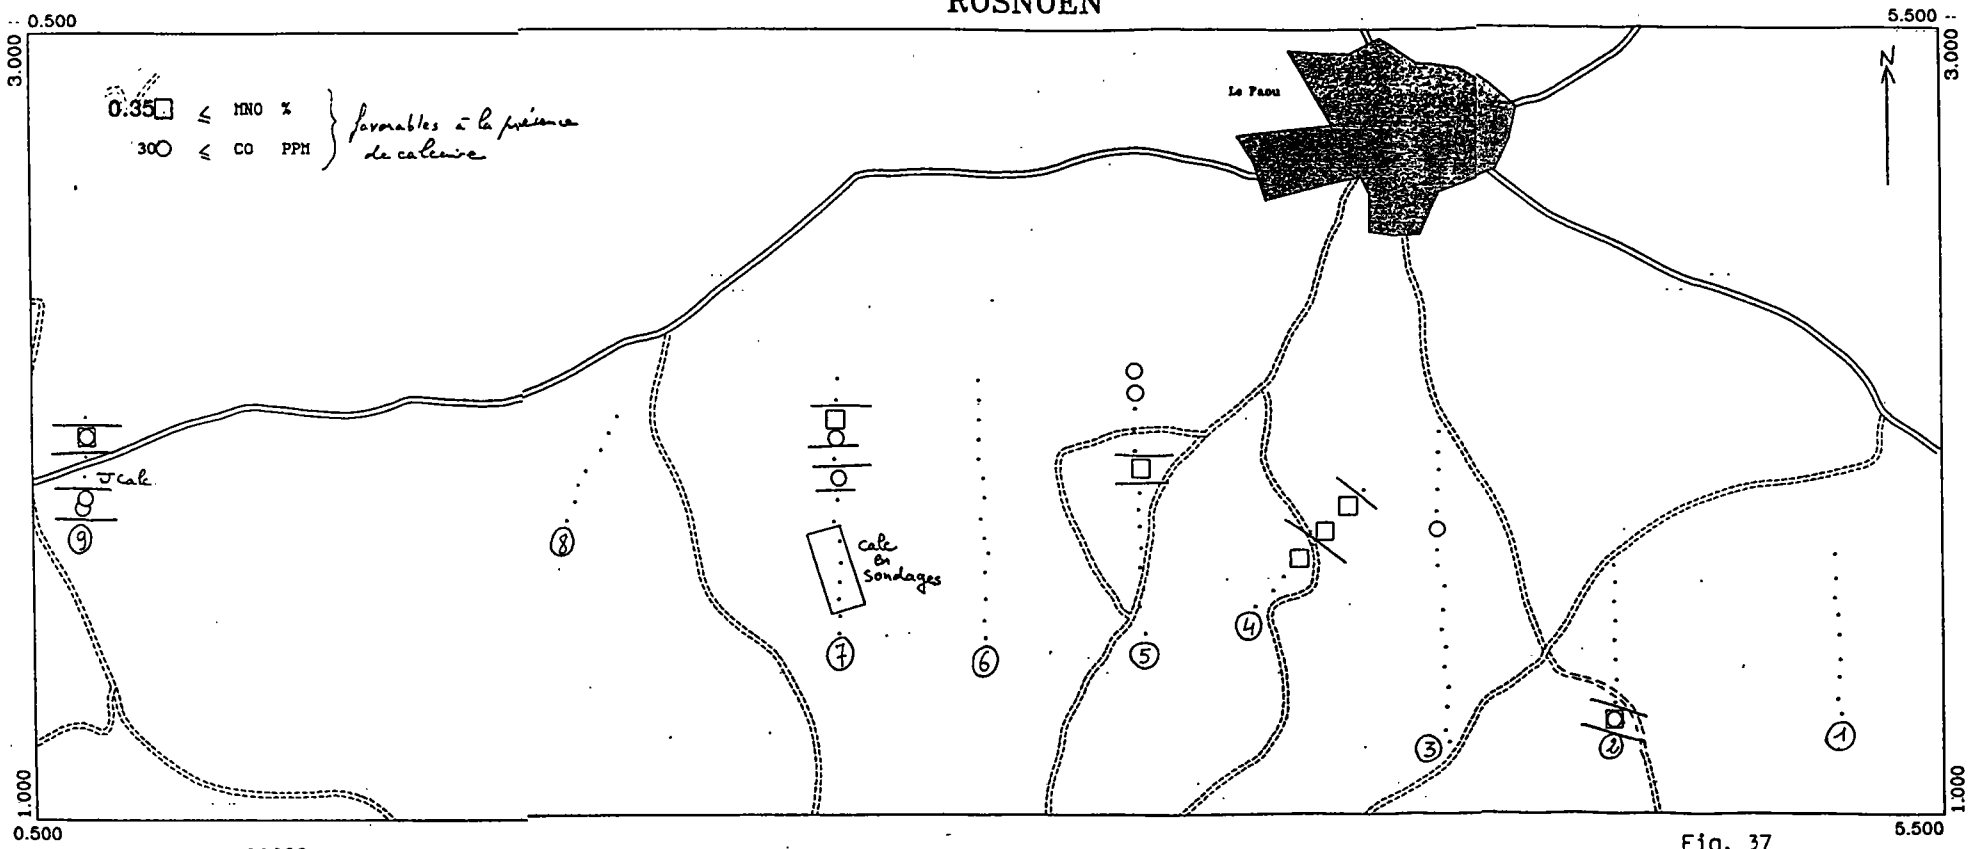 ROSNOEN
0.500
5.500
3.000
3.000
N
Le Faou
0.35 ≤ MNO %
30 ≤ CO PPM
favorables à la présence
de calcaire
J Calc
calc
en
sondages
9
8
7
6
5
4
3
2
1
1.000
1.000
0.500
5.500
Fig. 37